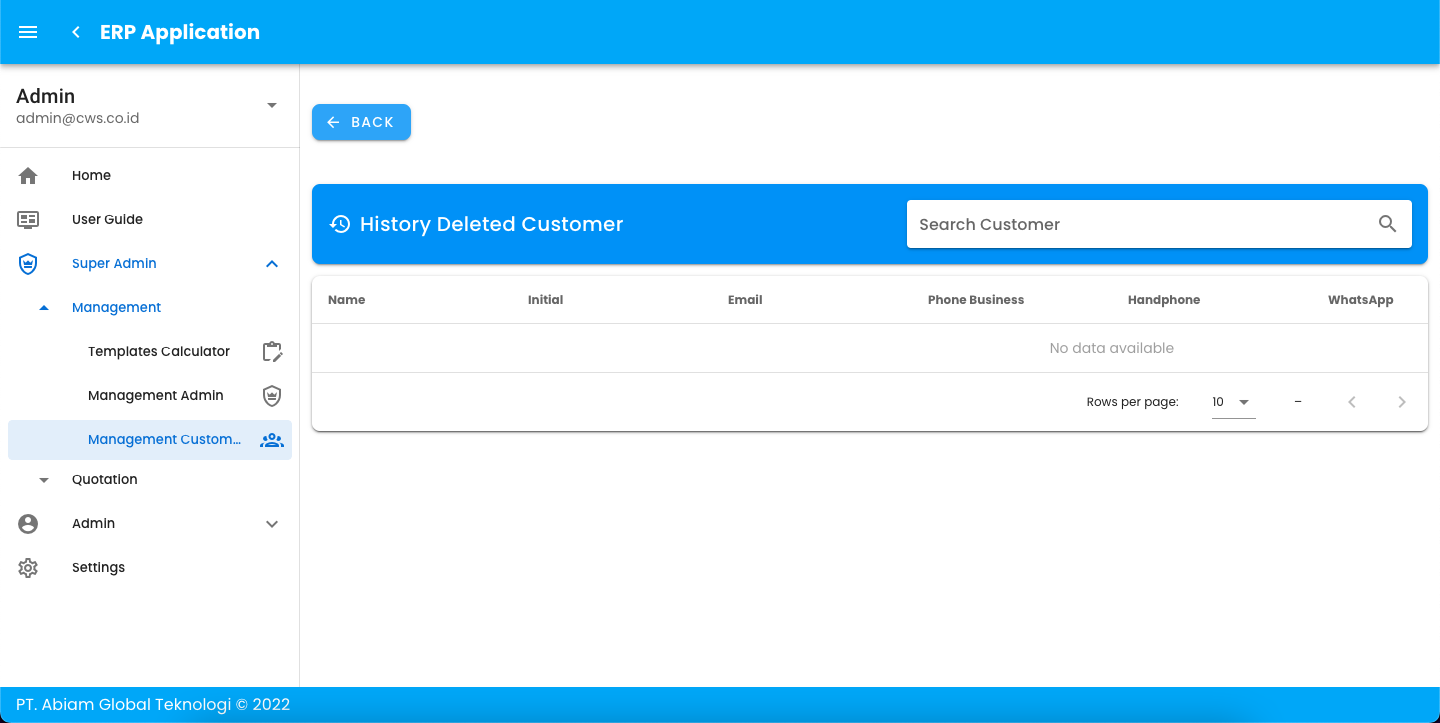 ERP Application
Admin
admin@cws.co.id
Home
User Guide
Super Admin
Management
Templates Calculator
Management Admin
Management Custom...
Quotation
Admin
Settings
BACK
History Deleted Customer
Search Customer
Name Initial Email Phone Business Handphone WhatsApp
No data available
Rows per page: 10 –
PT. Abiam Global Teknologi © 2022